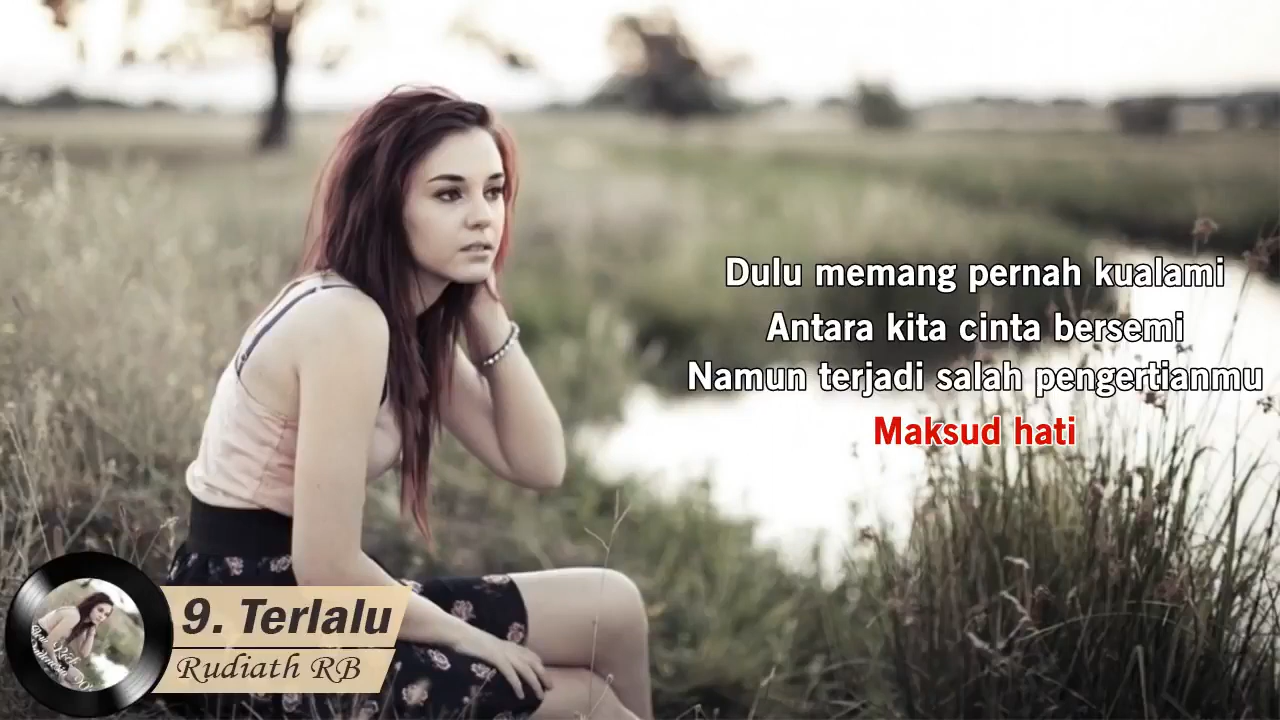 Dulu memang pernah kualami
Antara kita cinta bersemi
Namun terjadi salah pengertianmu
Maksud hati
9. Terlalu
Rudiath RB